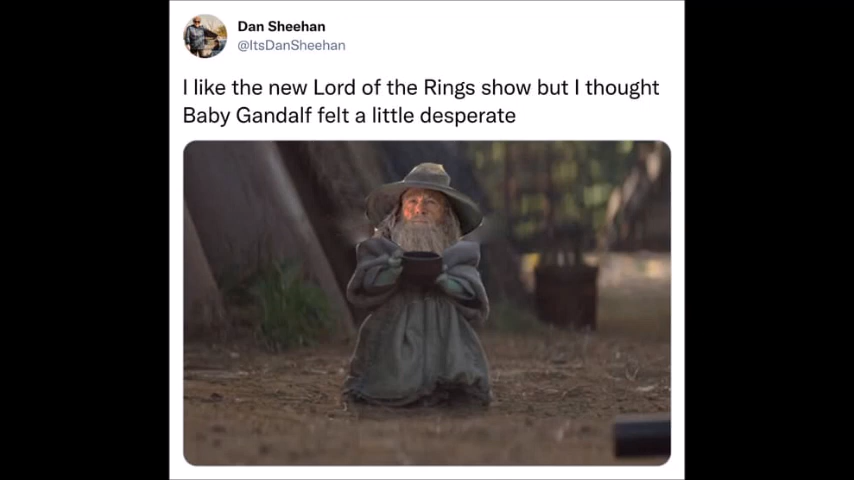 Dan Sheehan
@ItsDanSheehan
I like the new Lord of the Rings show but I thought
Baby Gandalf felt a little desperate